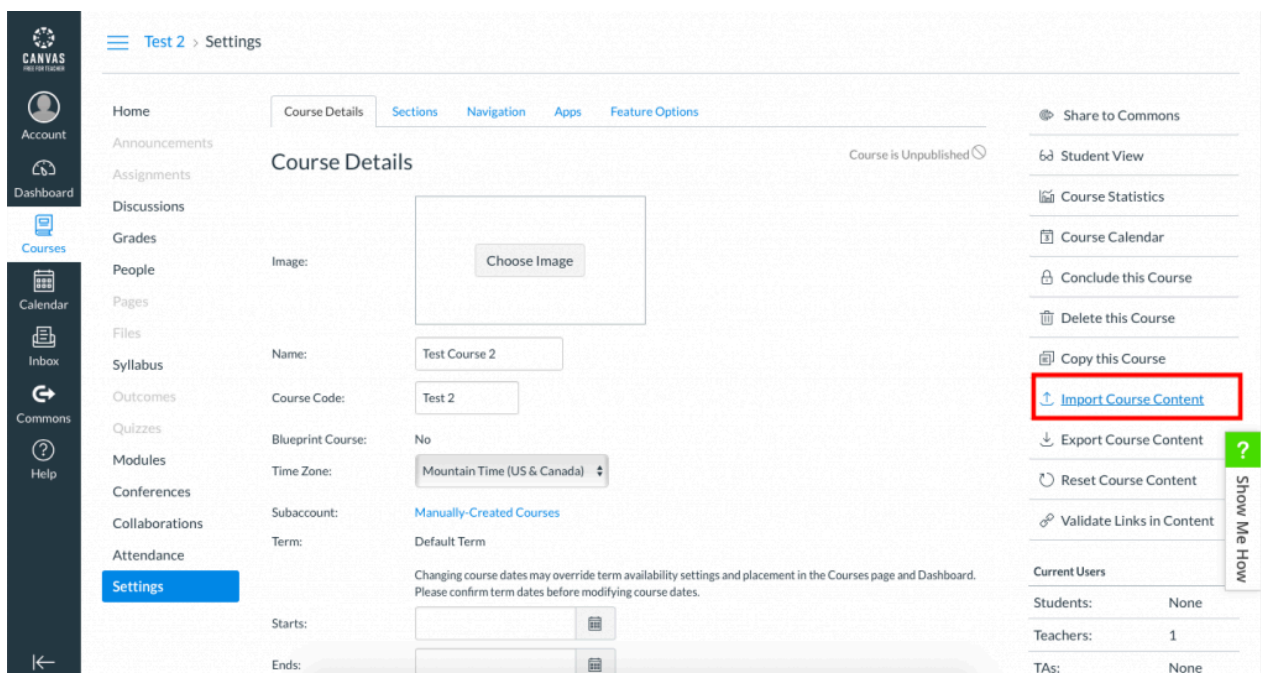 CANVAS
FREE FOR TEACHER
Account
Dashboard
Courses
Calendar
Inbox
Commons
Help
Test 2 > Settings
Home
Announcements
Assignments
Discussions
Grades
People
Pages
Files
Syllabus
Outcomes
Quizzes
Modules
Conferences
Collaborations
Attendance
Settings
Course Details Sections Navigation Apps Feature Options
Course Details
Course is Unpublished
Image:
Choose Image
Name: Test Course 2
Course Code: Test 2
Blueprint Course: No
Time Zone: Mountain Time (US & Canada)
Subaccount: Manually-Created Courses
Term: Default Term
Changing course dates may override term availability settings and placement in the Courses page and Dashboard.
Please confirm term dates before modifying course dates.
Starts:
Ends:
Share to Commons
Student View
Course Statistics
Course Calendar
Conclude this Course
Delete this Course
Copy this Course
Import Course Content
Export Course Content
Reset Course Content
Validate Links in Content
Current Users
Students: None
Teachers: 1
TAs: None
? Show Me How